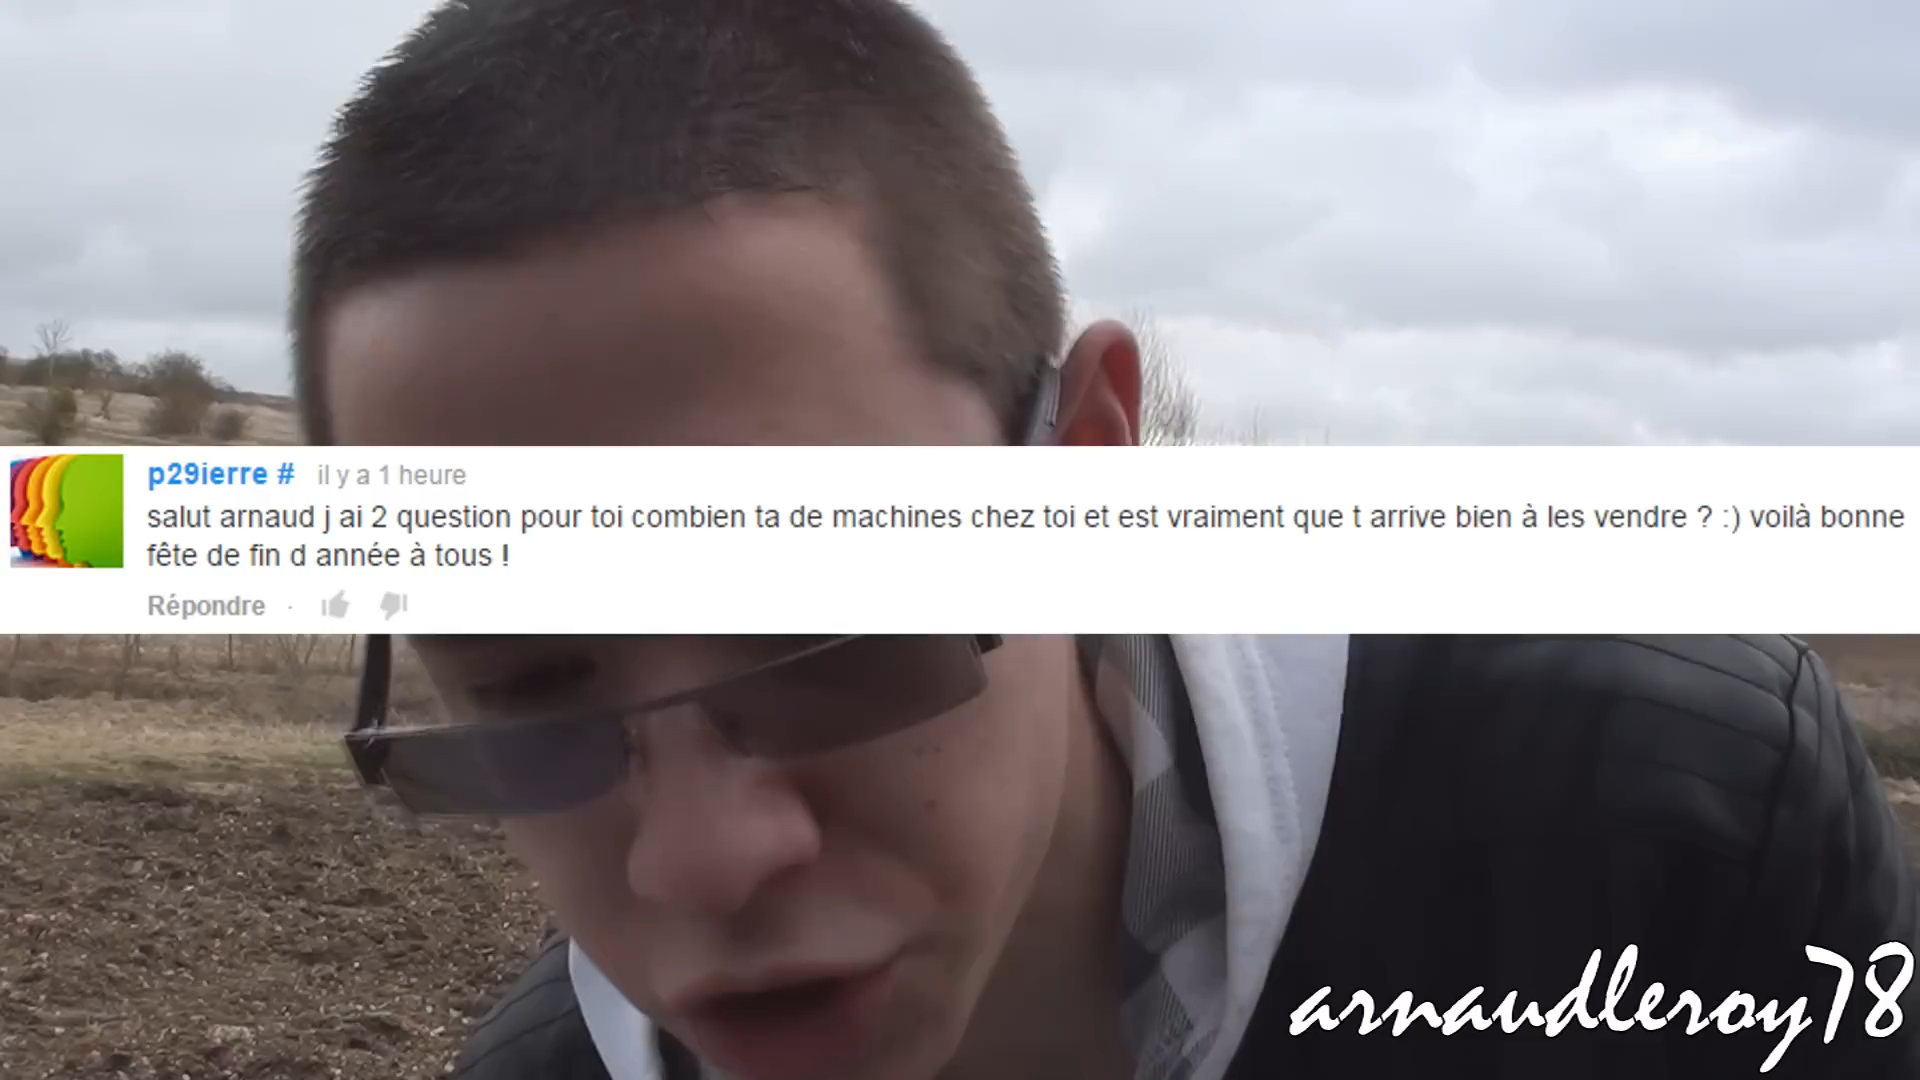 p29ierre # il y a 1 heure
salut arnaud j ai 2 question pour toi combien ta de machines chez toi et est vraiment que t arrive bien à les vendre ? :) voilà bonne
fête de fin d année à tous !
Répondre ·
arnaudleroy78